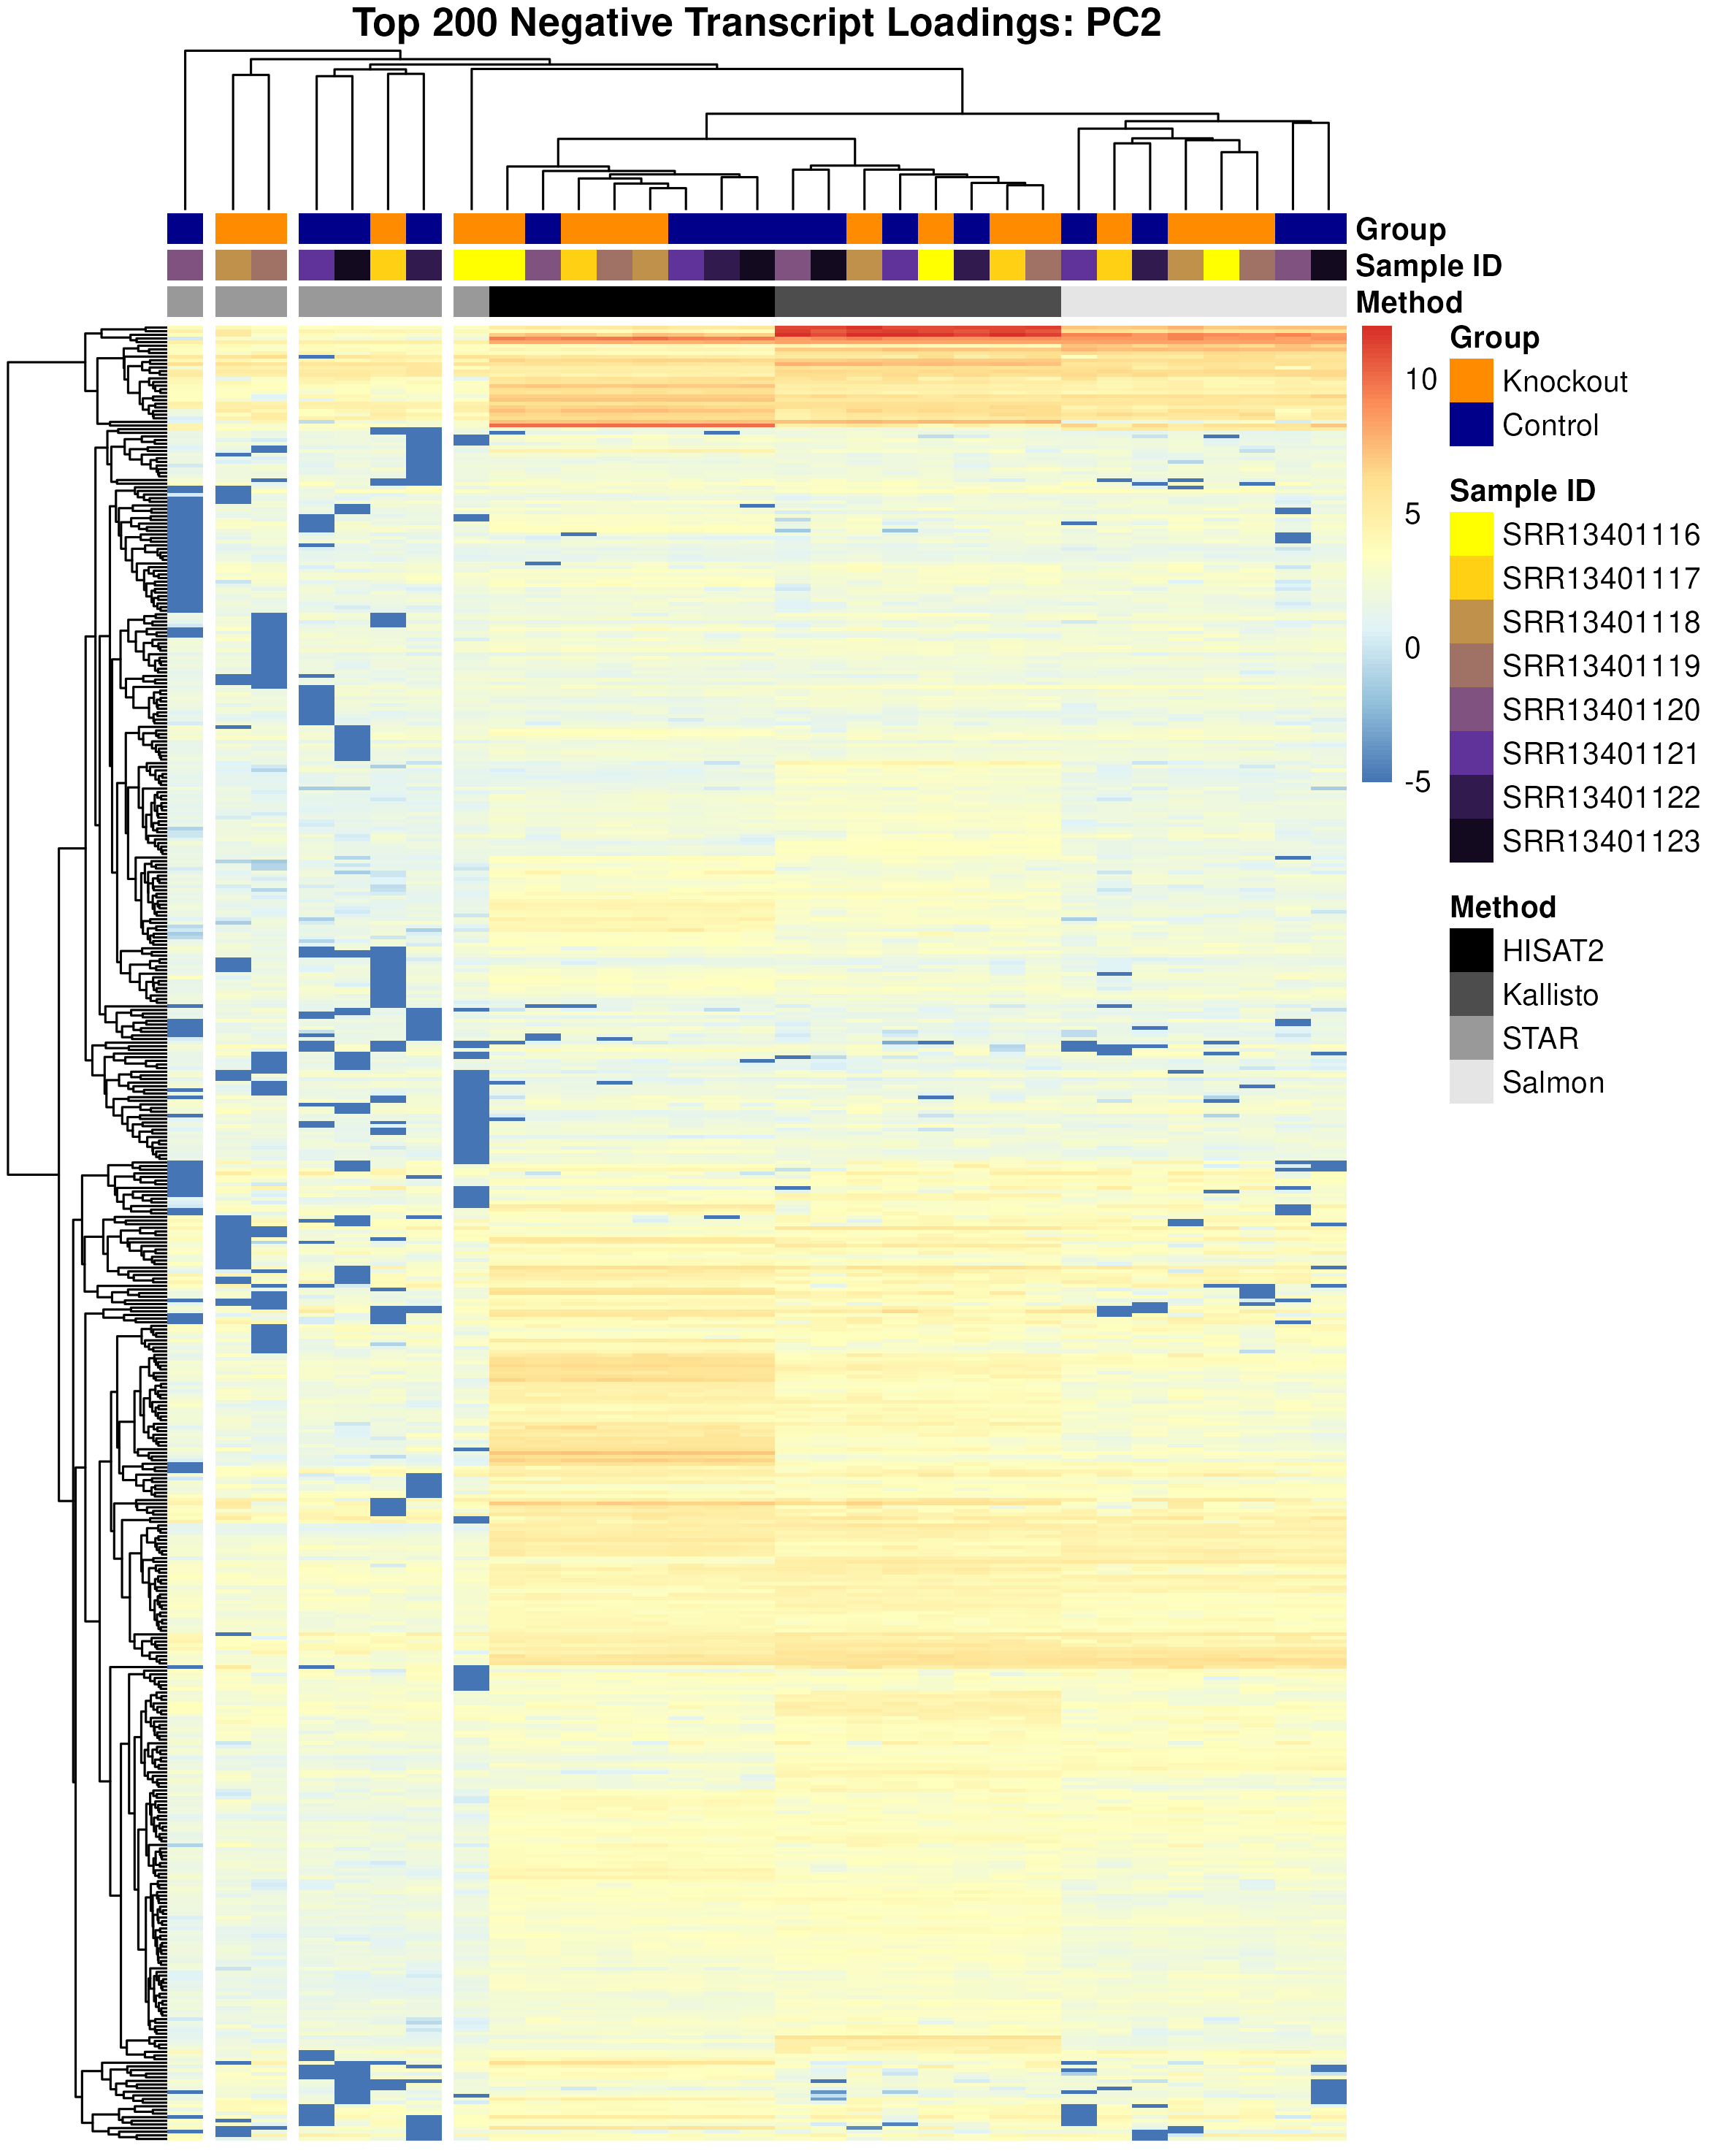 Top 200 Negative Transcript Loadings: PC2
Group
Sample ID
Method
10
5
0
-5
Group
Knockout
Control
Sample ID
SRR13401116
SRR13401117
SRR13401118
SRR13401119
SRR13401120
SRR13401121
SRR13401122
SRR13401123
Method
HISAT2
Kallisto
STAR
Salmon